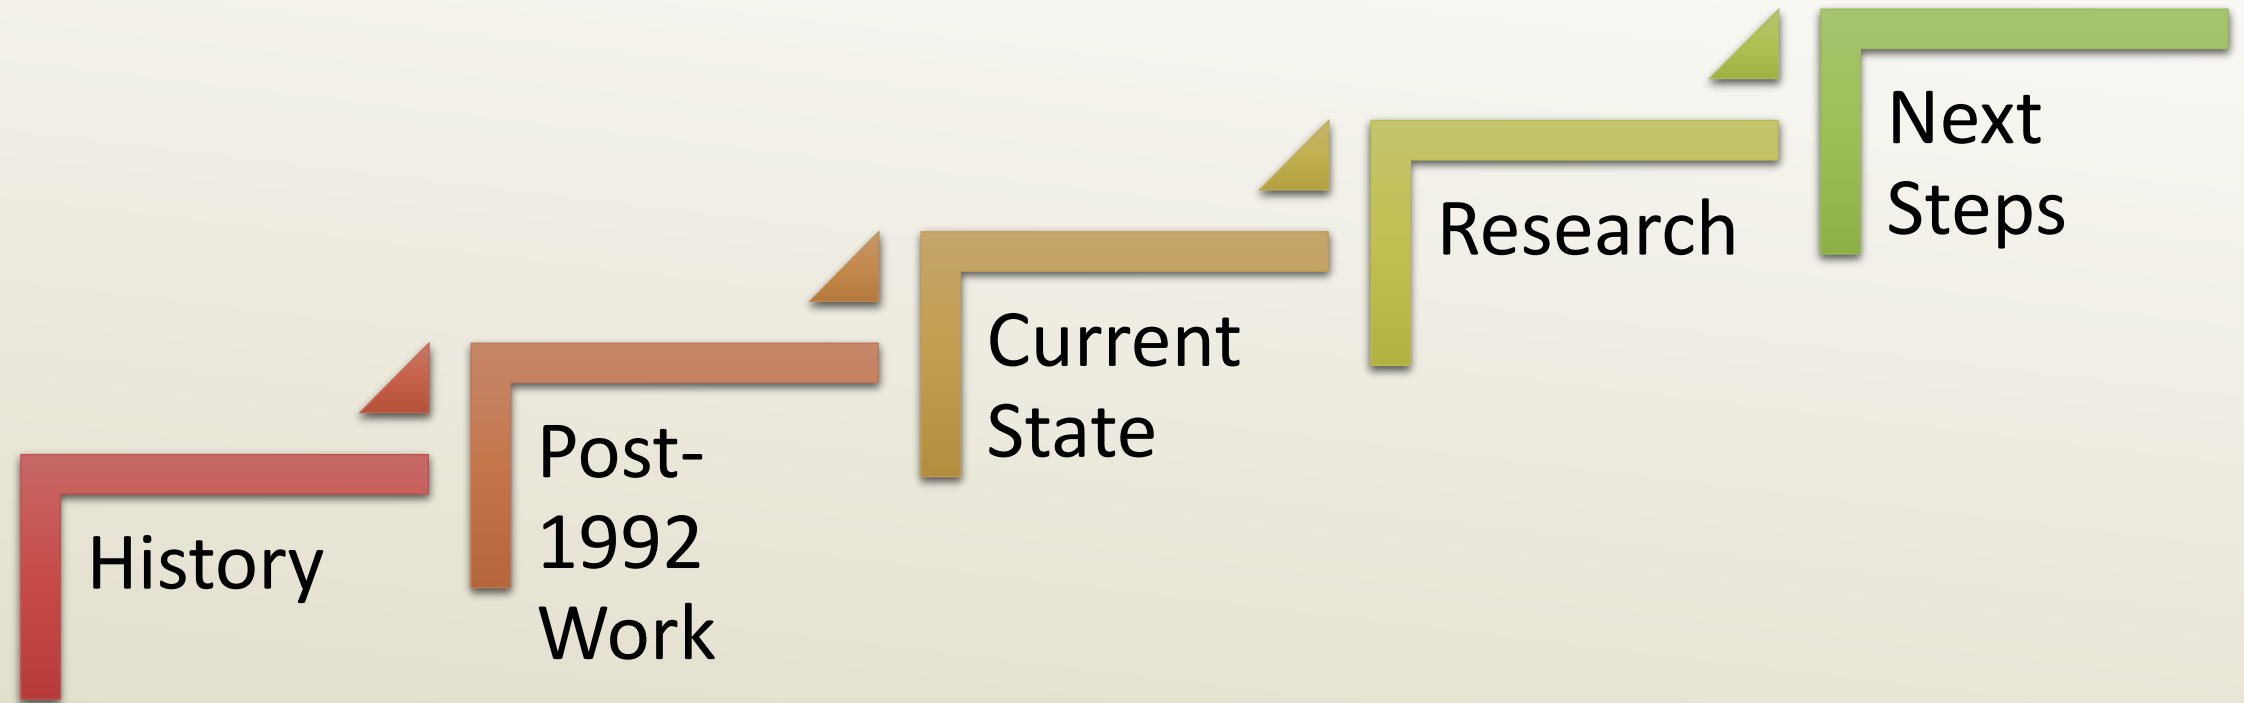 History
Post-
1992
Work
Current
State
Research
Next
Steps